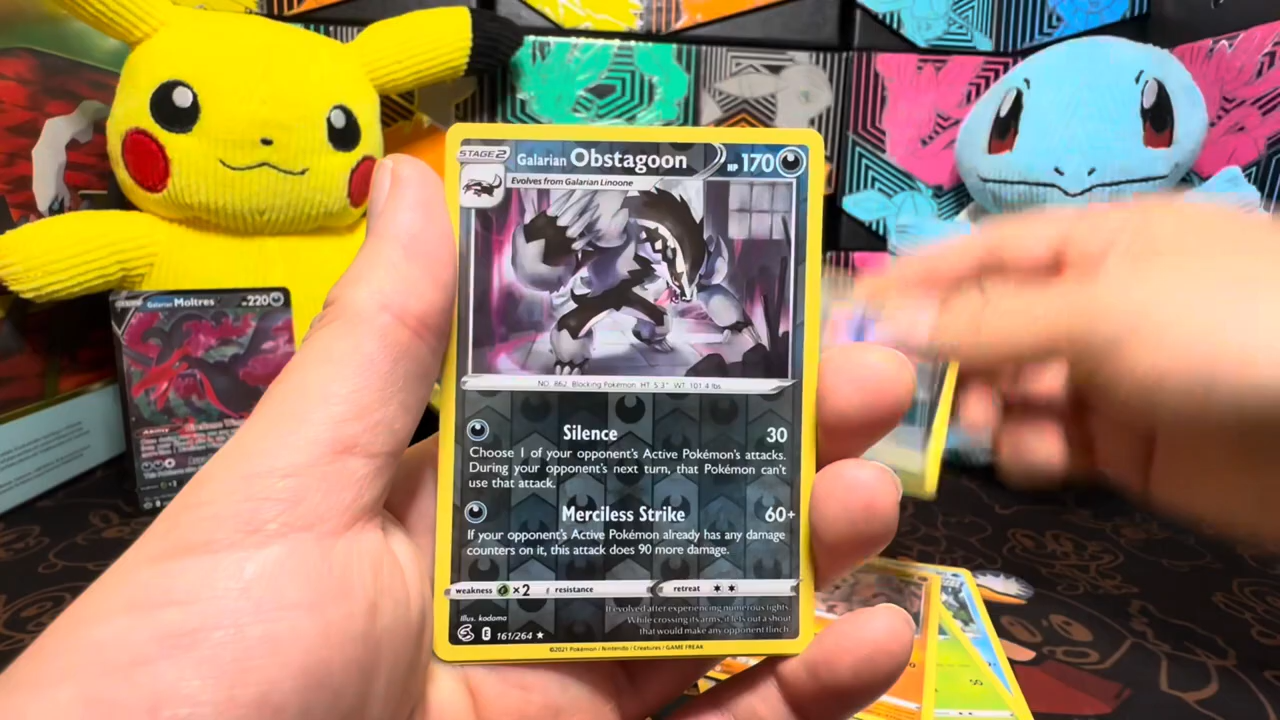 STAGE2 Galarian Obstagoon HP 170
Evolves from Galarian Linoone
NO. 862 Blocking Pokémon HT 5'3" WT 101.4 lbs.
Silence 30
Choose 1 of your opponent's Active Pokémon's attacks.
During your opponent's next turn, that Pokémon can't
use that attack.
Merciless Strike 60+
If your opponent's Active Pokémon already has any damage
counters on it, this attack does 90 more damage.
weakness ×2 resistance retreat
It evolved after experiencing numerous fights.
While crossing its arms, it lets out a shout
that would make any opponent flinch.
Illus. kodama
E 161/264 ★
©2021 Pokémon / Nintendo / Creatures / GAME FREAK
Galarian Moltres 220
Ability
50